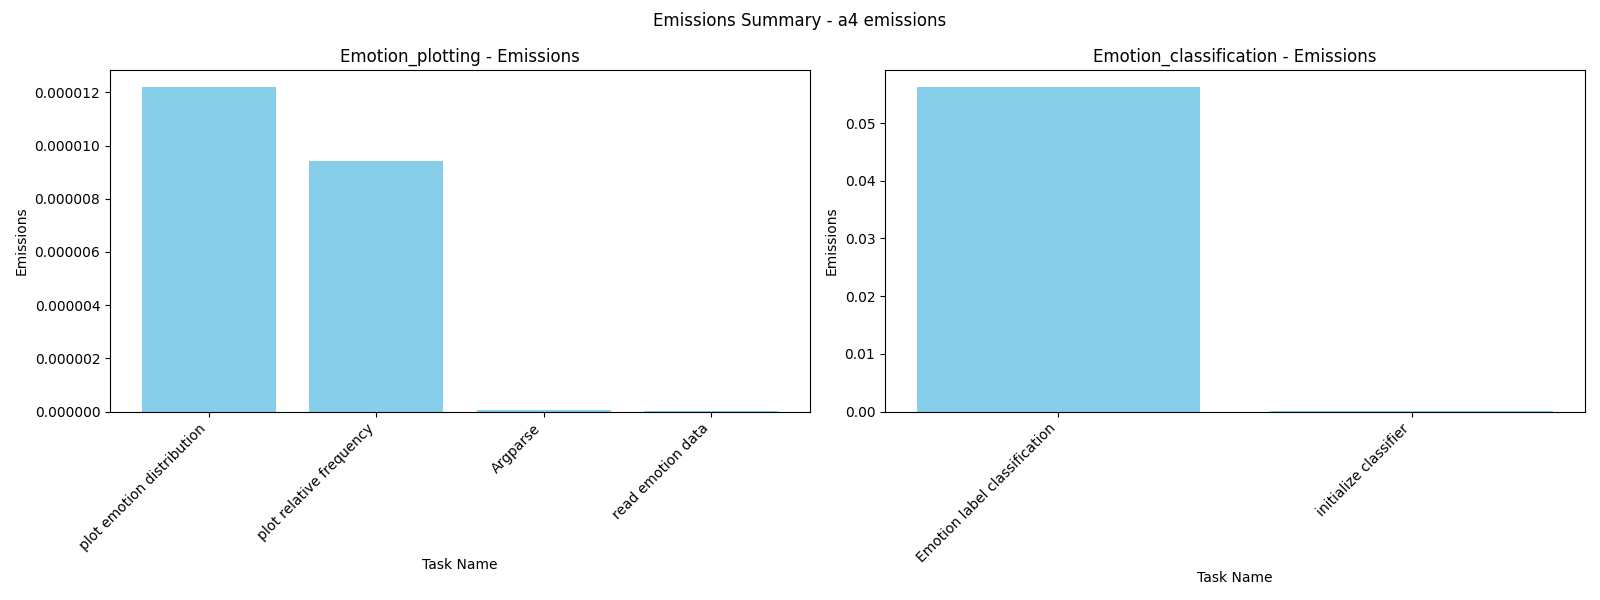 Emissions Summary - a4 emissions
Emotion_plotting - Emissions
Emissions
0.000012
0.000010
0.000008
0.000006
0.000004
0.000002
0.000000
plot emotion distribution
plot relative frequency
Argparse
read emotion data
Task Name
Emotion_classification - Emissions
Emissions
0.05
0.04
0.03
0.02
0.01
0.00
Emotion label classification
initialize classifier
Task Name